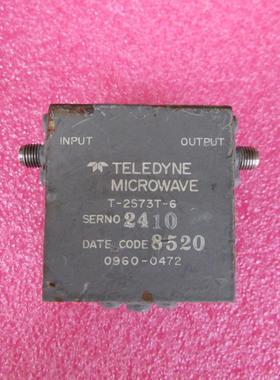 INPUT OUTPUT
TELEDYNE
MICROWAVE
T-2S73T-6
SERNO 2410
DATE CODE 8520
0960-0472